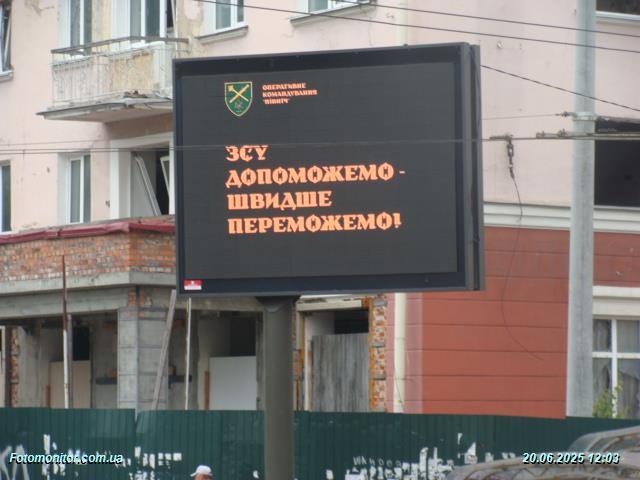 ОПЕРАТИВНЕ
КОМАНДУВАННЯ
"ПІВНІЧ"
ЗСУ
ДОПОМОЖЕМО -
ШВИДШЕ
ПЕРЕМОЖЕМО!
Fotomonitor.com.ua
20.06.2025 12:03